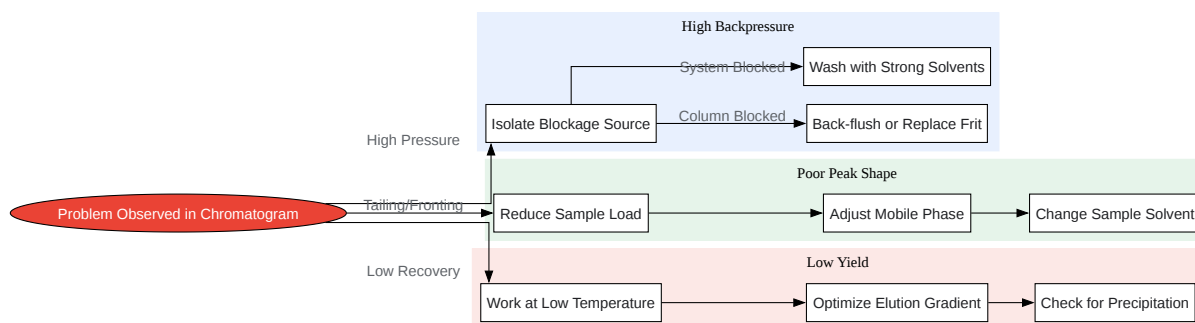 High Backpressure
System Blocked
Wash with Strong Solvents
Isolate Blockage Source
Column Blocked
Back-flush or Replace Frit
High Pressure
Poor Peak Shape
Problem Observed in Chromatogram
Tailing/Fronting
Reduce Sample Load
Adjust Mobile Phase
Change Sample Solvent
Low Recovery
Low Yield
Work at Low Temperature
Optimize Elution Gradient
Check for Precipitation